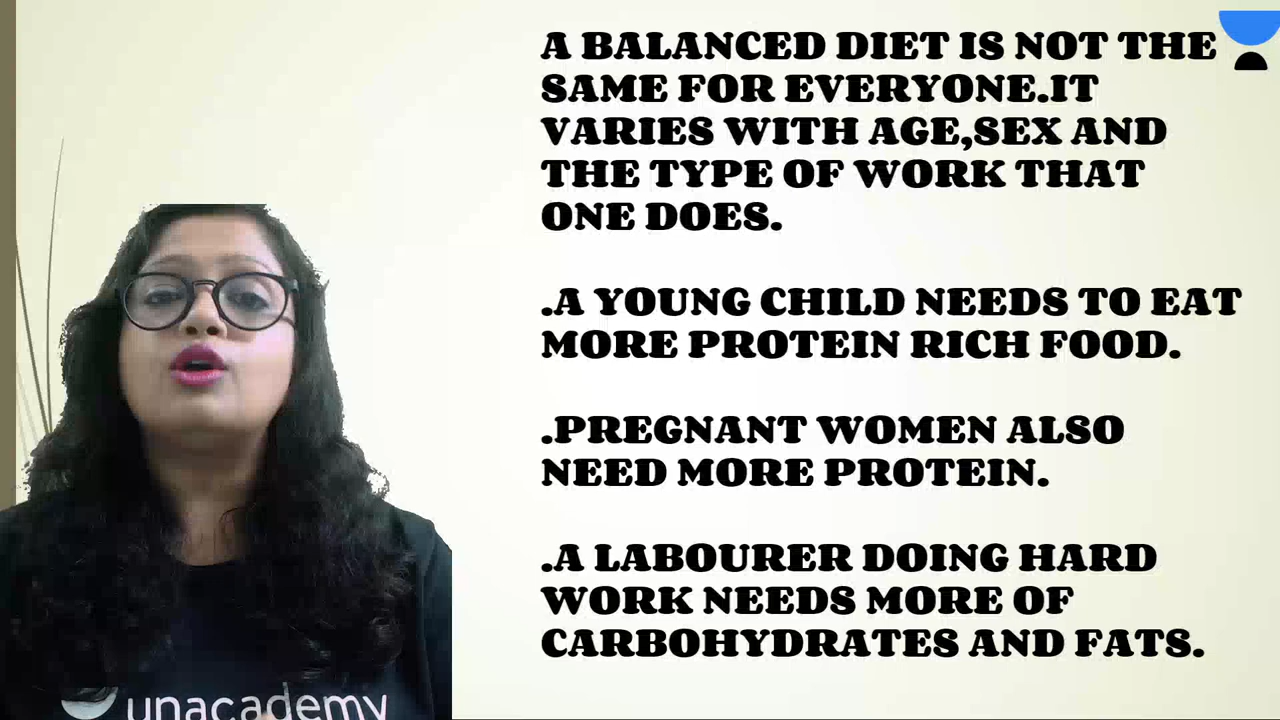 A BALANCED DIET IS NOT THE
SAME FOR EVERYONE.IT
VARIES WITH AGE,SEX AND
THE TYPE OF WORK THAT
ONE DOES.
.A YOUNG CHILD NEEDS TO EAT
MORE PROTEIN RICH FOOD.
.PREGNANT WOMEN ALSO
NEED MORE PROTEIN.
.A LABOURER DOING HARD
WORK NEEDS MORE OF
CARBOHYDRATES AND FATS.
unacademy